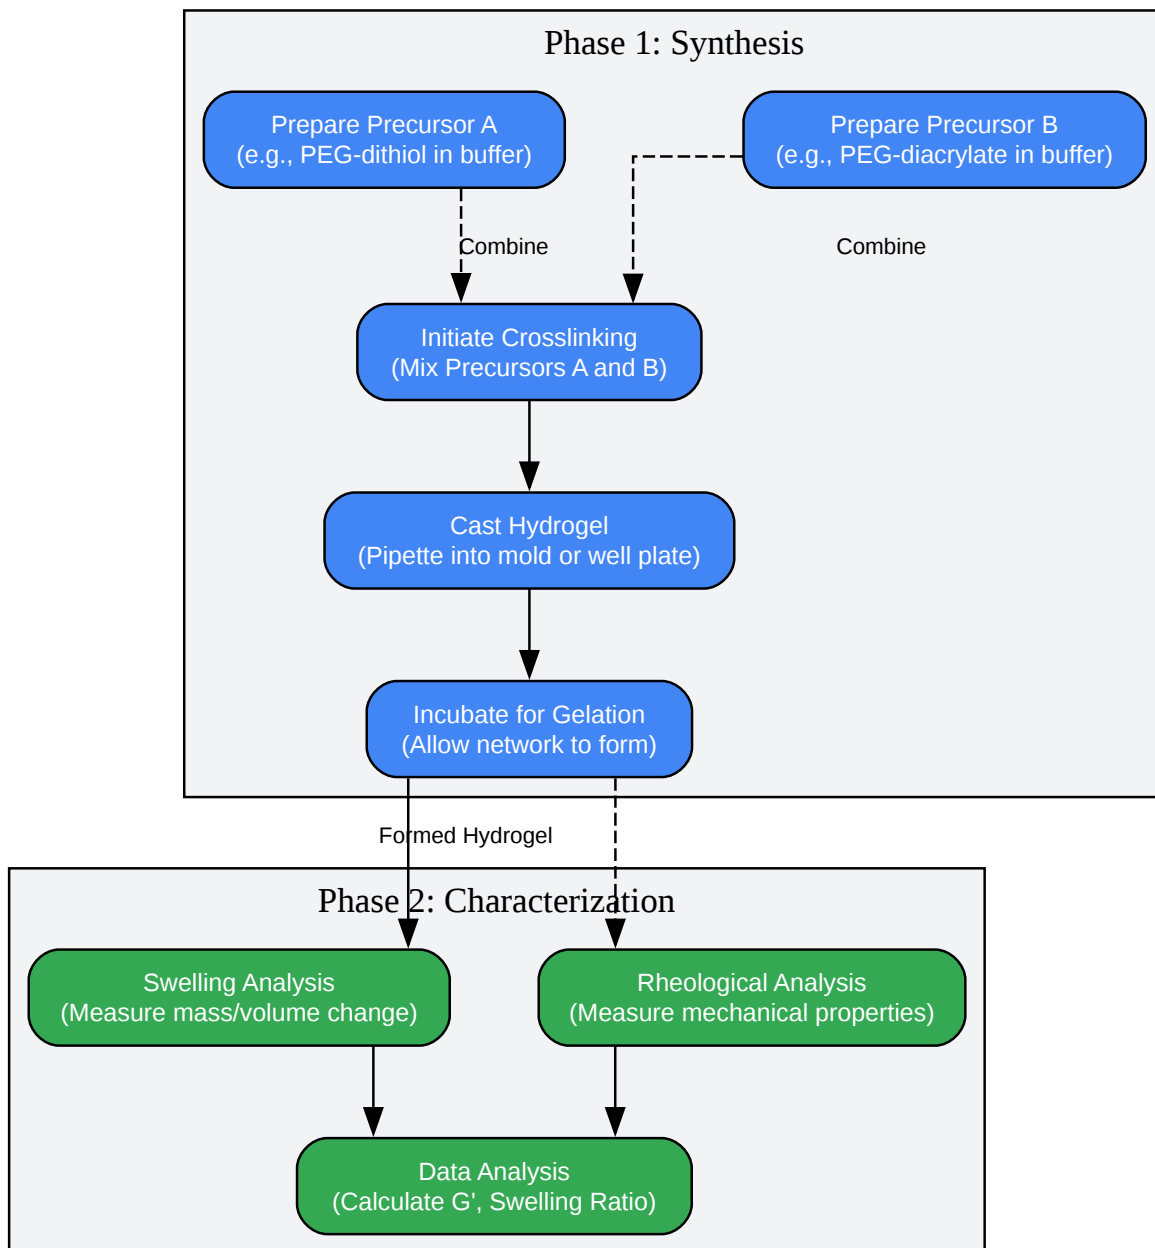 Phase 1: Synthesis
Prepare Precursor A
(e.g., PEG-dithiol in buffer)
Prepare Precursor B
(e.g., PEG-diacrylate in buffer)
Combine
Combine
Initiate Crosslinking
(Mix Precursors A and B)
Cast Hydrogel
(Pipette into mold or well plate)
Incubate for Gelation
(Allow network to form)
Formed Hydrogel
Phase 2: Characterization
Swelling Analysis
(Measure mass/volume change)
Rheological Analysis
(Measure mechanical properties)
Data Analysis
(Calculate G', Swelling Ratio)